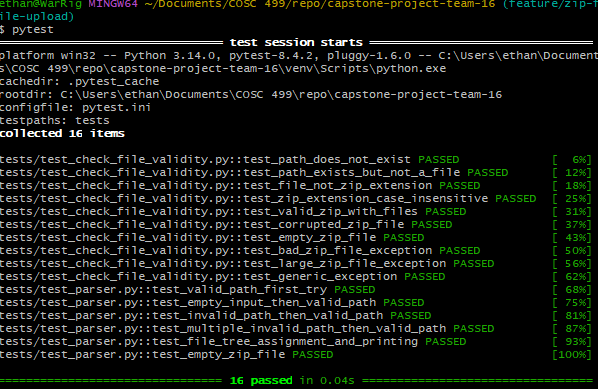 ethan@WarRig MINGW64 ~/Documents/COSC 499/repo/capstone-project-team-16 (feature/zip-f
ile-upload)
$ pytest
============================= test session starts =============================
platform win32 -- Python 3.14.0, pytest-8.4.2, pluggy-1.6.0 -- C:\Users\ethan\Document
s\COSC 499\repo\capstone-project-team-16\venv\Scripts\python.exe
cachedir: .pytest_cache
rootdir: C:\Users\ethan\Documents\COSC 499\repo\capstone-project-team-16
configfile: pytest.ini
testpaths: tests
collected 16 items
tests/test_check_file_validity.py::test_path_does_not_exist PASSED [  6%]
tests/test_check_file_validity.py::test_path_exists_but_not_a_file PASSED [ 12%]
tests/test_check_file_validity.py::test_file_not_zip_extension PASSED [ 18%]
tests/test_check_file_validity.py::test_zip_extension_case_insensitive PASSED [ 25%]
tests/test_check_file_validity.py::test_valid_zip_with_files PASSED [ 31%]
tests/test_check_file_validity.py::test_corrupted_zip_file PASSED [ 37%]
tests/test_check_file_validity.py::test_empty_zip_file PASSED [ 43%]
tests/test_check_file_validity.py::test_bad_zip_file_exception PASSED [ 50%]
tests/test_check_file_validity.py::test_large_zip_file_exception PASSED [ 56%]
tests/test_check_file_validity.py::test_generic_exception PASSED [ 62%]
tests/test_parser.py::test_valid_path_first_try PASSED [ 68%]
tests/test_parser.py::test_empty_input_then_valid_path PASSED [ 75%]
tests/test_parser.py::test_invalid_path_then_valid_path PASSED [ 81%]
tests/test_parser.py::test_multiple_invalid_path_then_valid_path PASSED [ 87%]
tests/test_parser.py::test_file_tree_assignment_and_printing PASSED [ 93%]
tests/test_parser.py::test_empty_zip_file PASSED [100%]
============================= 16 passed in 0.04s ==============================